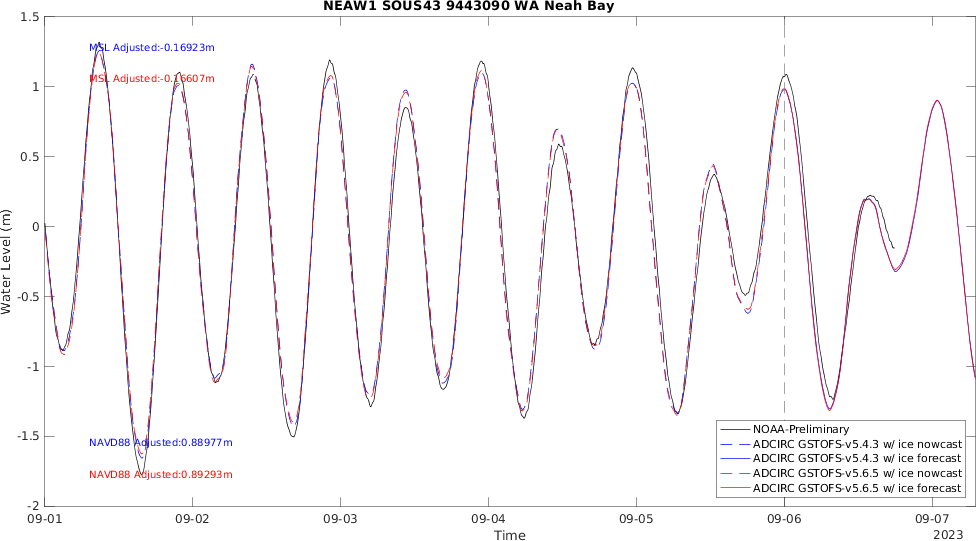 NEAW1 SOUS43 9443090 WA Neah Bay
1.5
1
0.5
0
-0.5
-1
-1.5
-2
Water Level (m)
MSL Adjusted:-0.16923m
MSL Adjusted:-0.16607m
NAVD88 Adjusted:0.88977m
NAVD88 Adjusted:0.89293m
NOAA-Preliminary
ADCIRC GSTOFS-v5.4.3 w/ ice nowcast
ADCIRC GSTOFS-v5.4.3 w/ ice forecast
ADCIRC GSTOFS-v5.6.5 w/ ice nowcast
ADCIRC GSTOFS-v5.6.5 w/ ice forecast
09-01 09-02 09-03 09-04 09-05 09-06 09-07
Time
2023